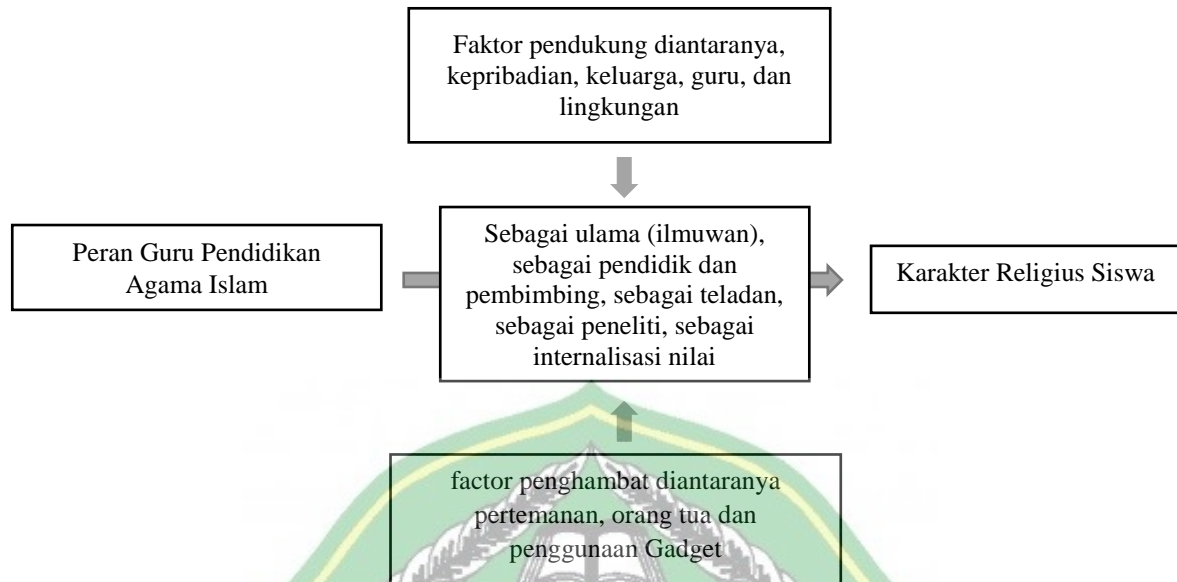 Faktor pendukung diantaranya,
kepribadian, keluarga, guru, dan
lingkungan
Peran Guru Pendidikan
Agama Islam
Sebagai ulama (ilmuwan),
sebagai pendidik dan
pembimbing, sebagai teladan,
sebagai peneliti, sebagai
internalisasi nilai
Karakter Religius Siswa
factor penghambat diantaranya
pertemanan, orang tua dan
penggunaan Gadget